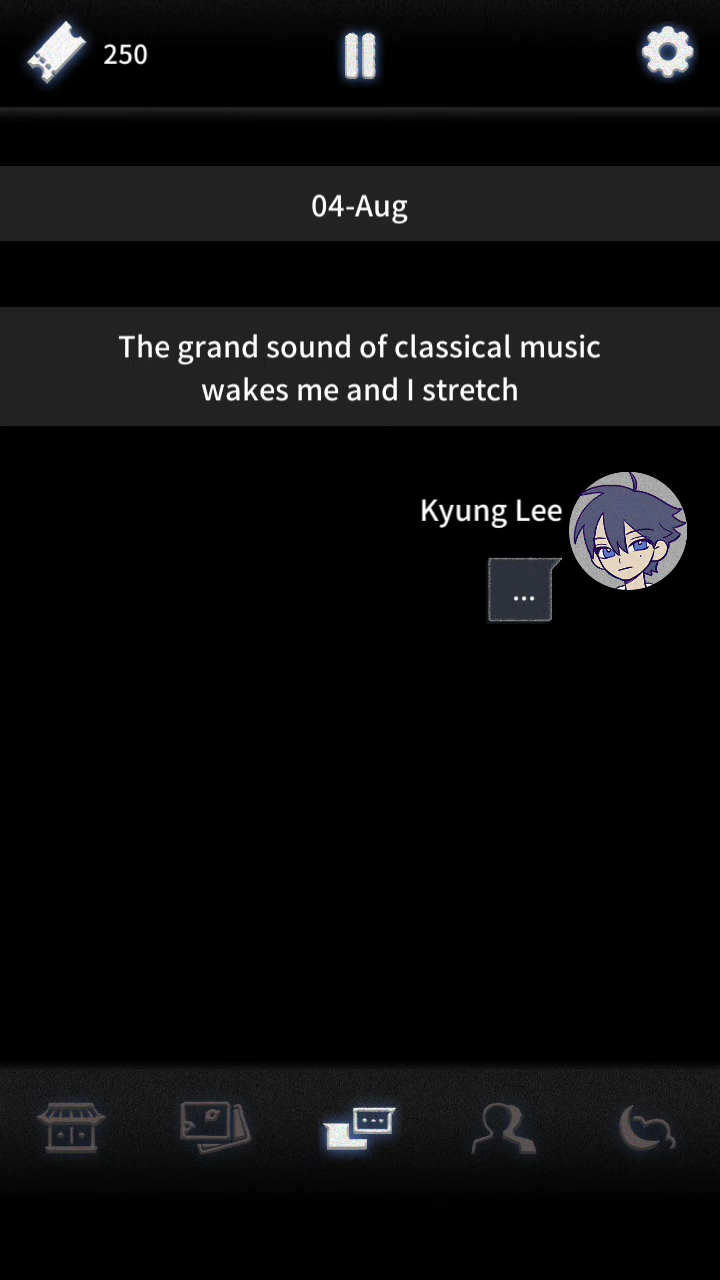 250
04-Aug
The grand sound of classical music
wakes me and I stretch
Kyung Lee
...